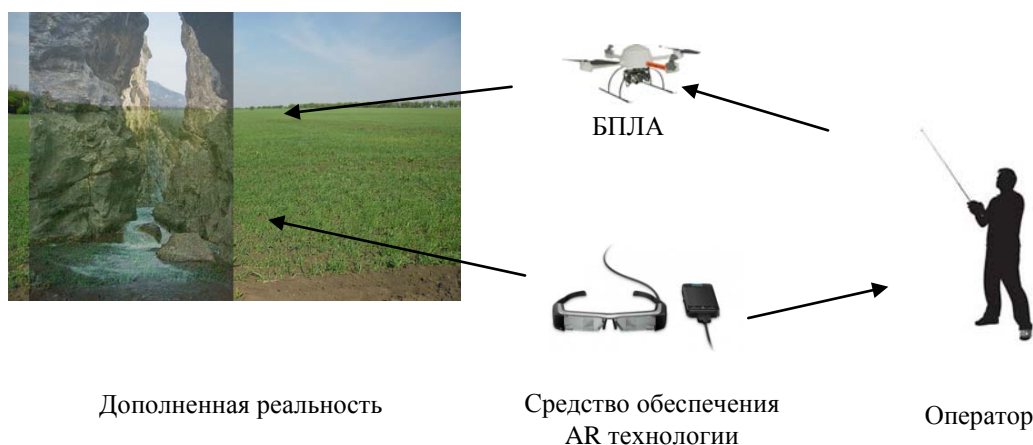 БПЛА
Дополненная реальность
Средство обеспечения
AR технологии
Оператор